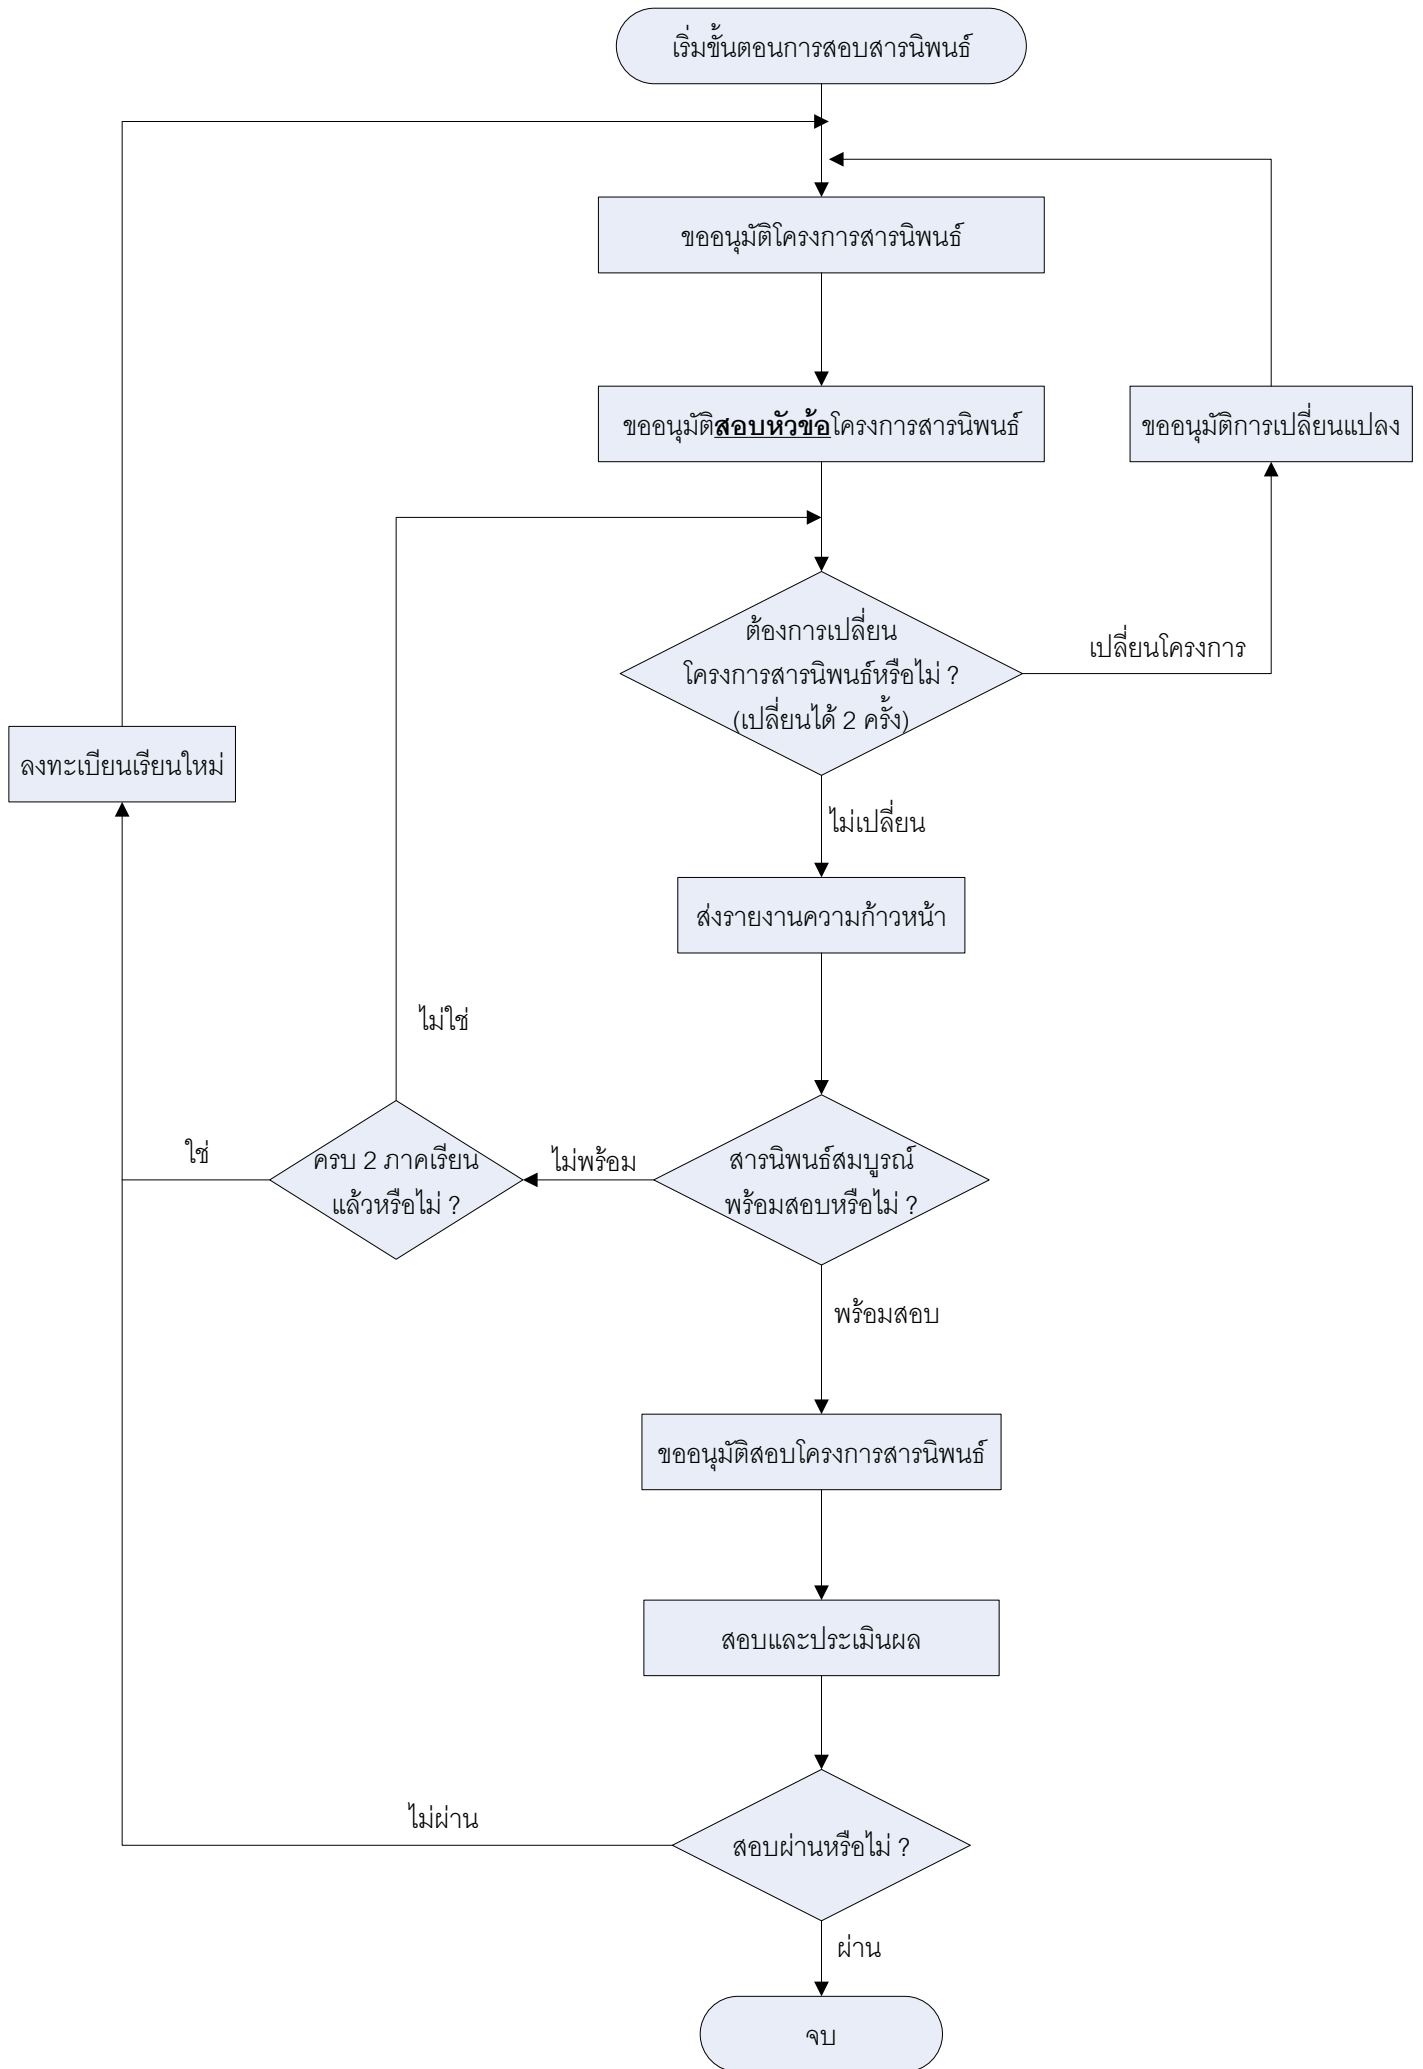 เริ่มขั้นตอนการสอบสารนิพนธ์
ขออนุมัติโครงการสารนิพนธ์
ขออนุมัติสอบหัวข้อโครงการสารนิพนธ์
ขออนุมัติการเปลี่ยนแปลง
ต้องการเปลี่ยน
โครงการสารนิพนธ์หรือไม่ ?
(เปลี่ยนได้ 2 ครั้ง)
เปลี่ยนโครงการ
ลงทะเบียนเรียนใหม่
ไม่เปลี่ยน
ส่งรายงานความก้าวหน้า
ไม่ใช่
ใช่
ครบ 2 ภาคเรียน
แล้วหรือไม่ ?
ไม่พร้อม
สารนิพนธ์สมบูรณ์
พร้อมสอบหรือไม่ ?
พร้อมสอบ
ขออนุมัติสอบโครงการสารนิพนธ์
สอบและประเมินผล
ไม่ผ่าน
สอบผ่านหรือไม่ ?
ผ่าน
จบ